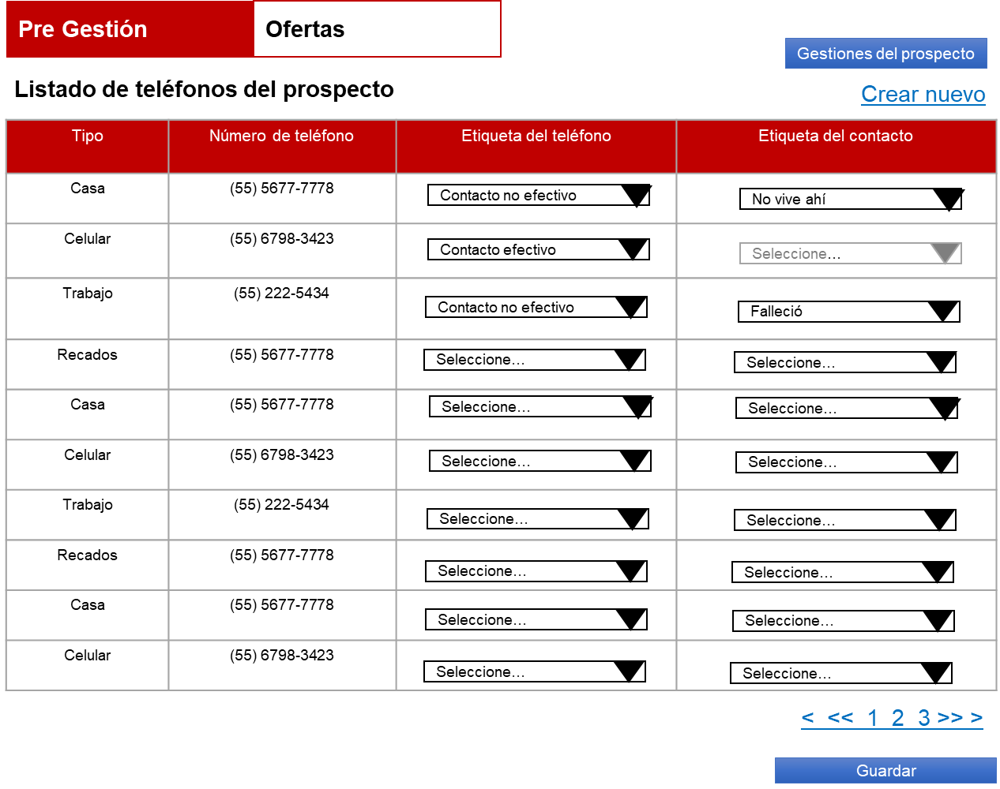 Pre Gestión Ofertas
Gestiones del prospecto
Listado de teléfonos del prospecto
Crear nuevo
Tipo Número de teléfono Etiqueta del teléfono Etiqueta del contacto
Casa (55) 5677-7778 Contacto no efectivo No vive ahí
Celular (55) 6798-3423 Contacto efectivo Seleccione...
Trabajo (55) 222-5434 Contacto no efectivo Falleció
Recados (55) 5677-7778 Seleccione... Seleccione...
Casa (55) 5677-7778 Seleccione... Seleccione...
Celular (55) 6798-3423 Seleccione... Seleccione...
Trabajo (55) 222-5434 Seleccione... Seleccione...
Recados (55) 5677-7778 Seleccione... Seleccione...
Casa (55) 5677-7778 Seleccione... Seleccione...
Celular (55) 6798-3423 Seleccione... Seleccione...
< << 1 2 3 >> >
Guardar